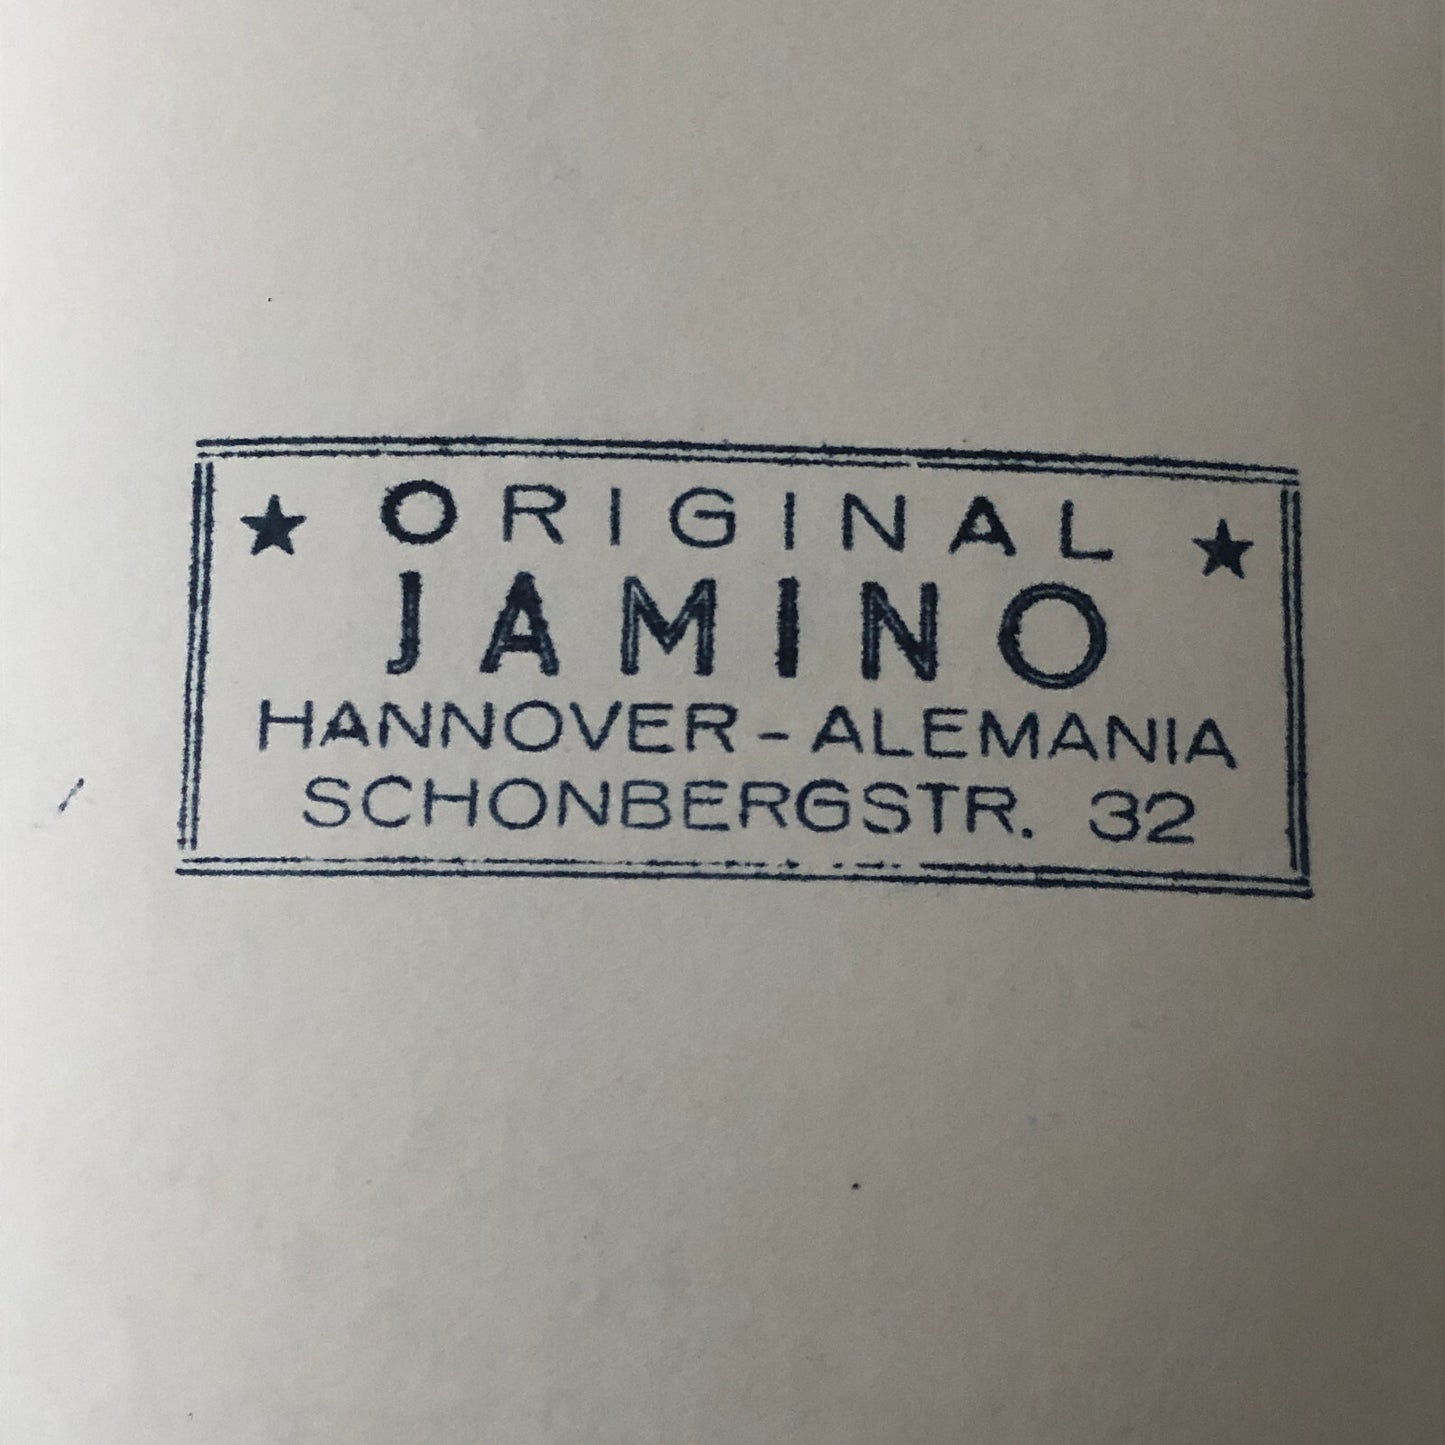 ★ ORIGINAL ★
JAMINO
HANNOVER - ALEMANIA
SCHONBERGSTR. 32